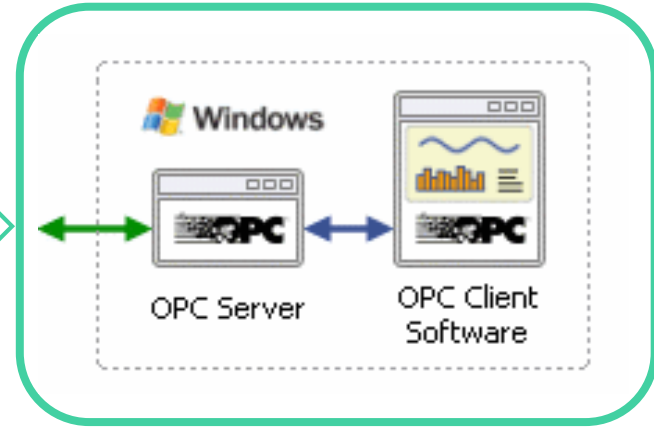 Windows
OPC
OPC
OPC Server
OPC Client
Software